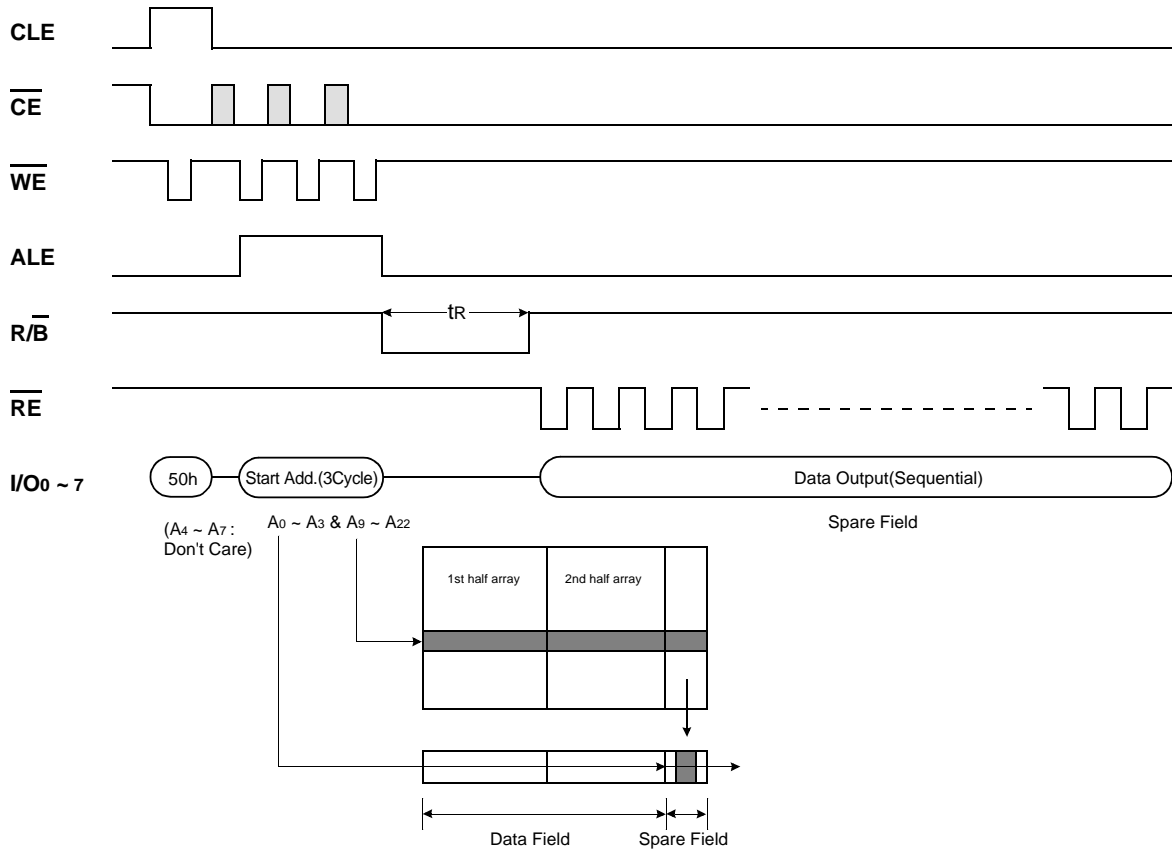 CLE
CE
WE
ALE
R/B
tR
RE
I/O0 ~ 7
50h
Start Add.(3Cycle)
Data Output(Sequential)
(A4 ~ A7 :
Don't Care)
A0 ~ A3 & A9 ~ A22
Spare Field
1st half array
2nd half array
Data Field
Spare Field